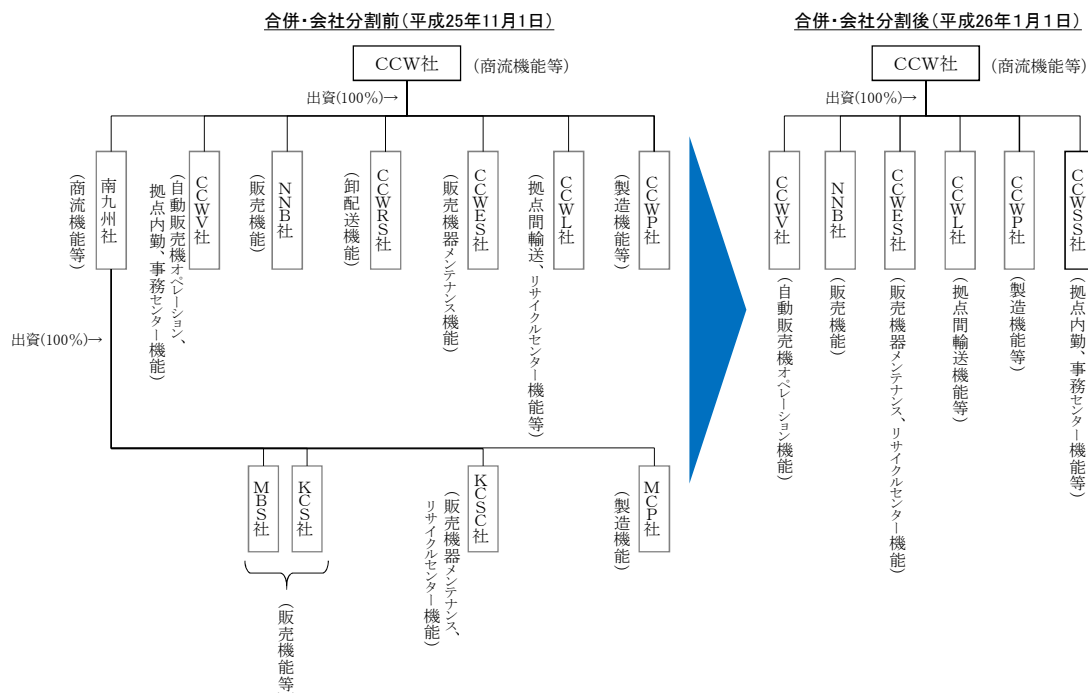 合併・会社分割前(平成25年11月1日)
CCW社
(商流機能等)
出資(100%)→
南九州社
(商流機能等)
CCWV社
(自動販売機オペレーション、
拠点内勤、事務センター機能)
NNB社
(販売機能)
CCWRS社
(卸配送機能)
CCWES社
(販売機器メンテナンス機能)
CCWL社
(拠点間輸送、リサイクルセンター機能等)
CCWP社
(製造機能等)
出資(100%)→
MBS社
KCS社
(販売機能等)
KCSC社
(販売機器メンテナンス、
リサイクルセンター機能)
MCP社
(製造機能)
合併・会社分割後(平成26年1月1日)
CCW社
(商流機能等)
出資(100%)→
CCWV社
(自動販売機オペレーション機能)
NNB社
(販売機能)
CCWES社
(販売機器メンテナンス、リサイクルセンター機能)
CCWL社
(拠点間輸送機能等)
CCWP社
(製造機能等)
CCWSS社
(拠点内勤、事務センター機能等)